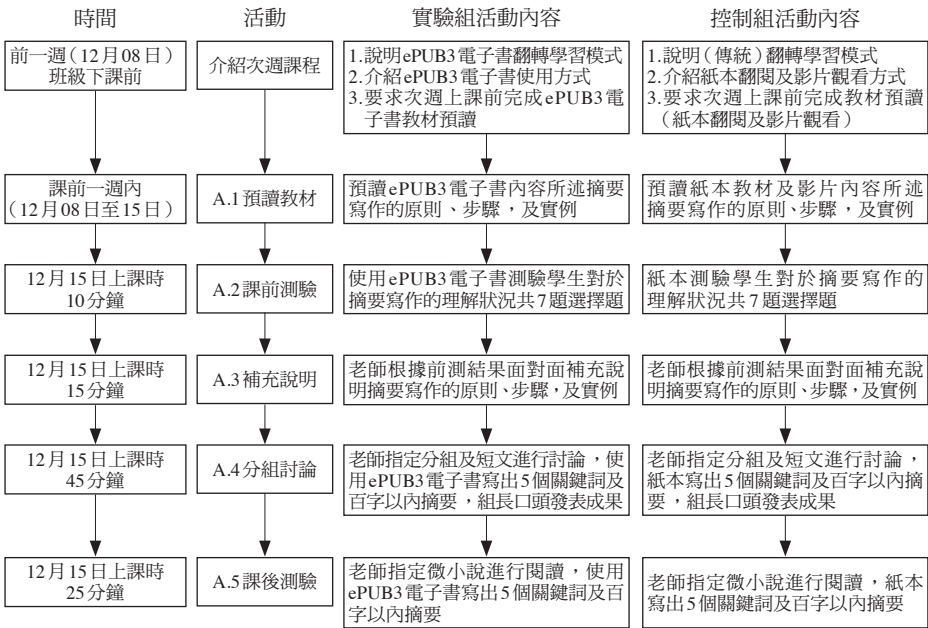 時間
活動
實驗組活動內容
控制組活動內容
前一週(12月08日)
班級下課前
介紹次週課程
1.說明ePUB3電子書翻轉學習模式
2.介紹ePUB3電子書使用方式
3.要求次週上課前完成ePUB3電
子書教材預讀
1.說明(傳統)翻轉學習模式
2.介紹紙本翻閱及影片觀看方式
3.要求次週上課前完成教材預讀
(紙本翻閱及影片觀看)
課前一週內
(12月08日至15日)
A.1預讀教材
預讀ePUB3電子書內容所述摘要
寫作的原則、步驟,及實例
預讀紙本教材及影片內容所述
摘要寫作的原則、步驟,及實例
12月15日上課時
10分鐘
A.2課前測驗
使用ePUB3電子書測驗學生對於
摘要寫作的理解狀況共7題選擇題
紙本測驗學生對於摘要寫作的
理解狀況共7題選擇題
12月15日上課時
15分鐘
A.3補充說明
老師根據前測結果面對面補充說
明摘要寫作的原則、步驟,及實例
老師根據前測結果面對面補充說
明摘要寫作的原則、步驟,及實例
12月15日上課時
45分鐘
A.4分組討論
老師指定分組及短文進行討論,使
用ePUB3電子書寫出5個關鍵詞及
百字以內摘要,組長口頭發表成果
老師指定分組及短文進行討論,
紙本寫出5個關鍵詞及百字以內摘
要,組長口頭發表成果
12月15日上課時
25分鐘
A.5課後測驗
老師指定微小說進行閱讀,使用
ePUB3電子書寫出5個關鍵詞及百
字以內摘要
老師指定微小說進行閱讀,紙本
寫出5個關鍵詞及百字以內摘要